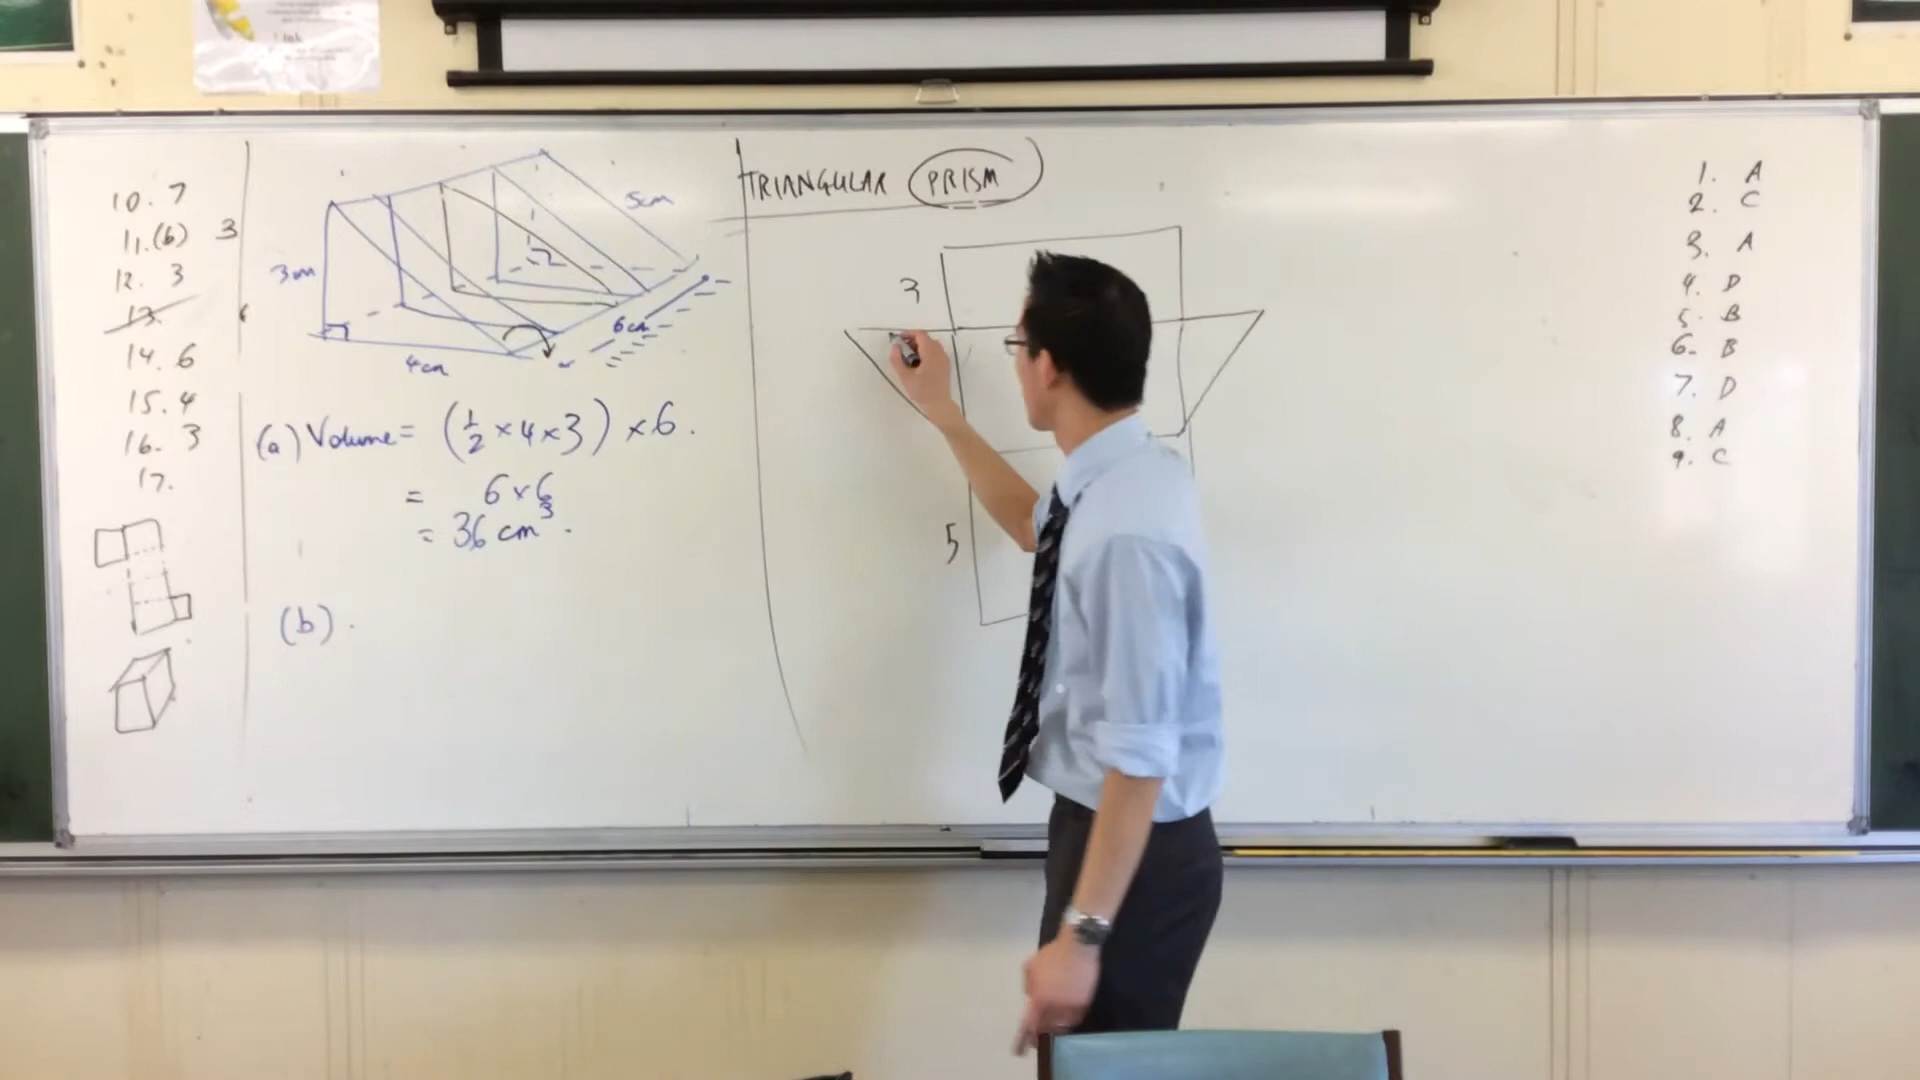 10. 7
11.(b) 3
12. 3
13. 6
14. 6
15. 4
16. 3
17.
3cm
5cm
4cm
6cm
(a) Volume = (1/2 × 4 × 3) × 6.
= 6 × 6
= 36 cm³.
(b).
TRIANGULAR PRISM
3
5
1. A
2. C
3. A
4. D
5. B
6. B
7. D
8. A
9. C